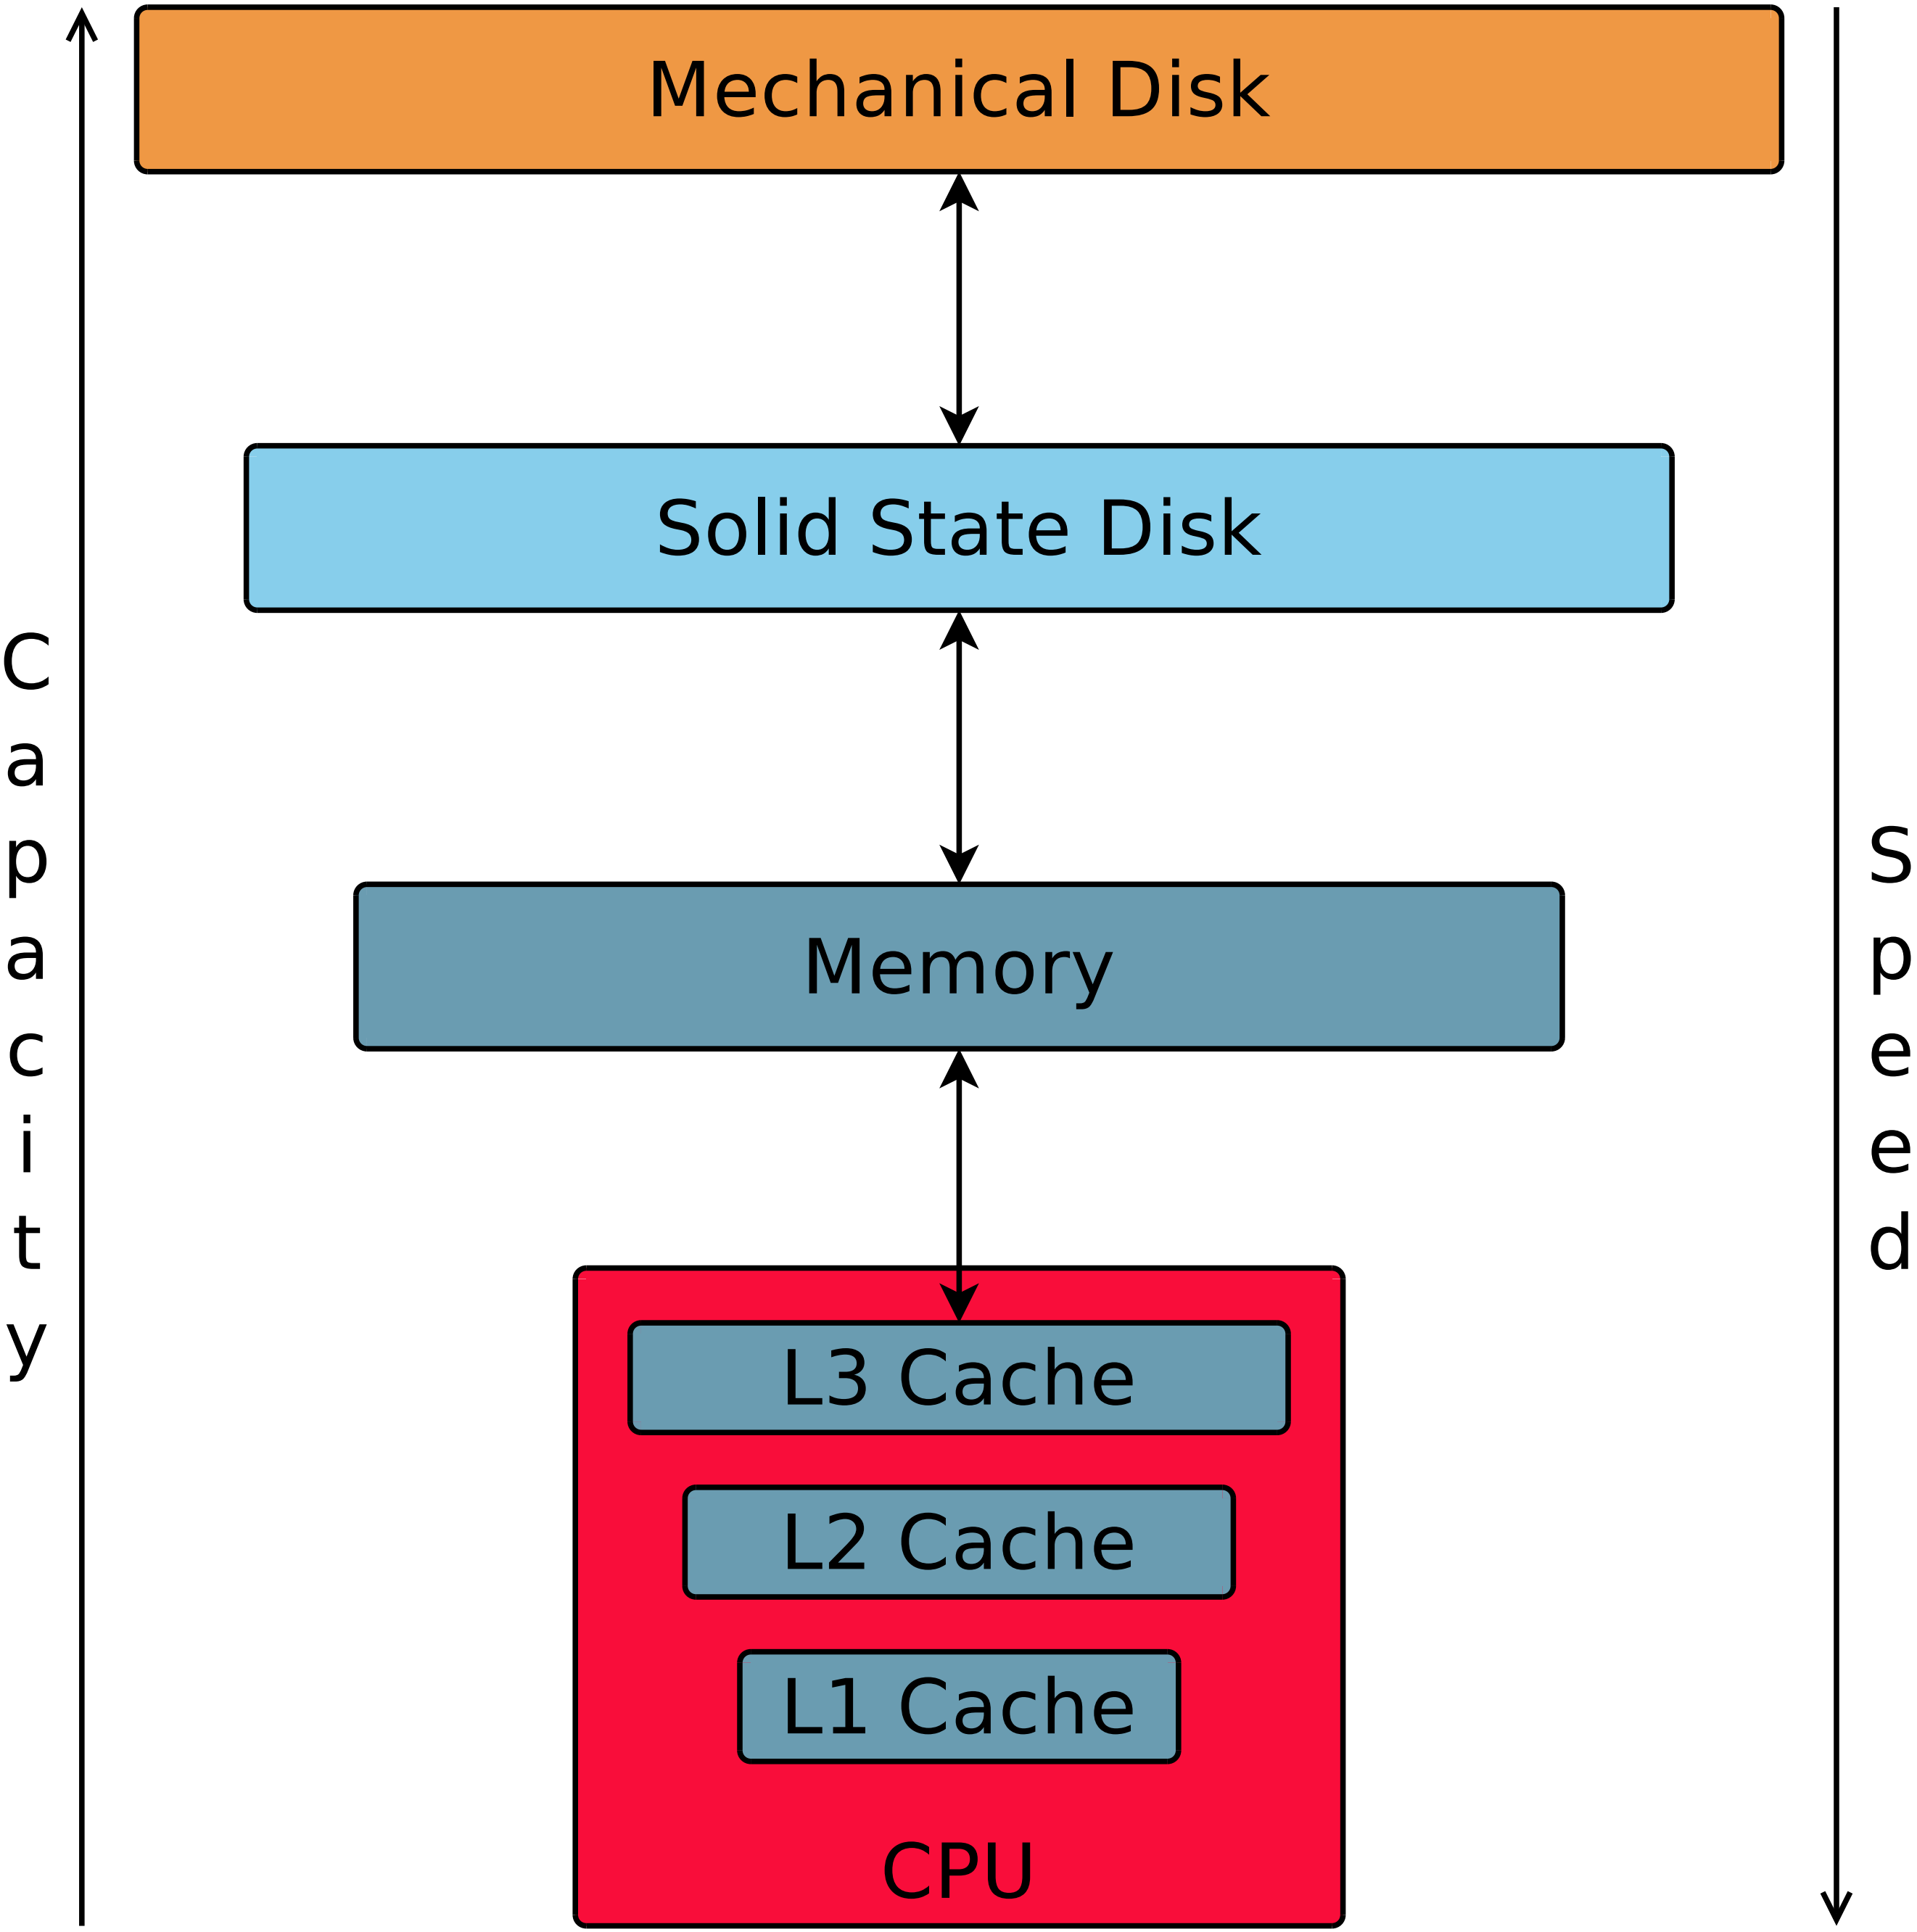 Mechanical Disk
Solid State Disk
Memory
L3 Cache
L2 Cache
L1 Cache
CPU
Capacity
Speed